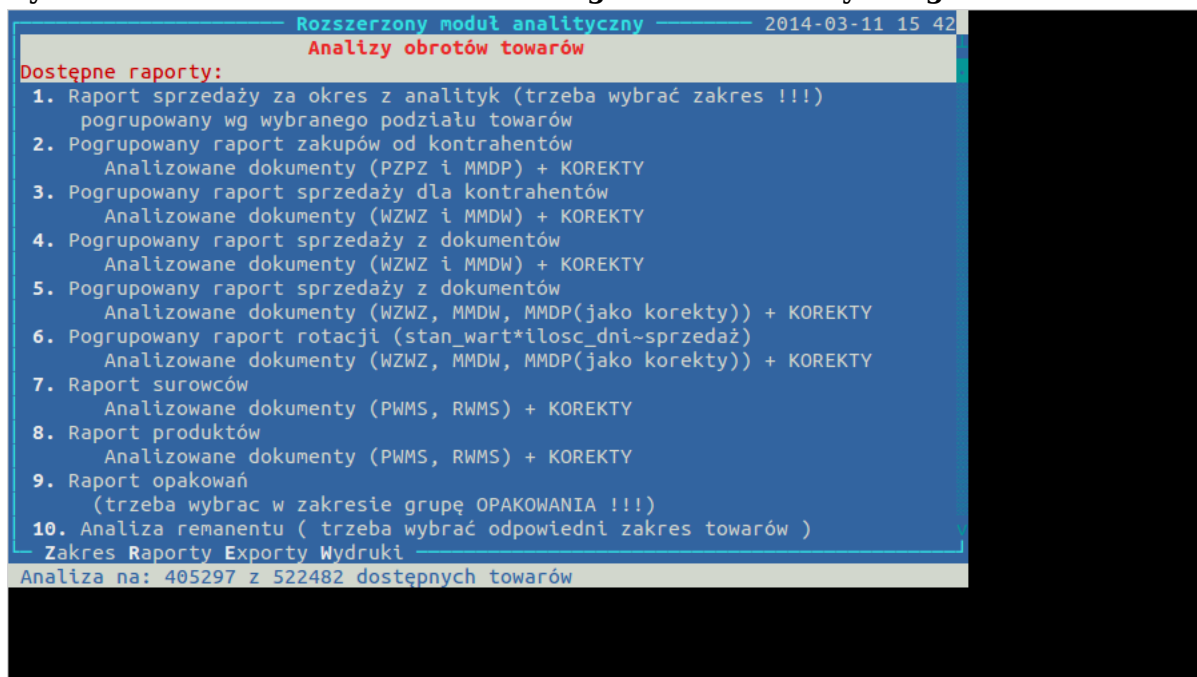 Rozszerzony moduł analityczny 2014-03-11 15 42
Analizy obrotów towarów
Dostępne raporty:
1. Raport sprzedaży za okres z analityk (trzeba wybrać zakres !!!)
pogrupowany wg wybranego podziału towarów
2. Pogrupowany raport zakupów od kontrahentów
Analizowane dokumenty (PZPZ i MMDP) + KOREKTY
3. Pogrupowany raport sprzedaży dla kontrahentów
Analizowane dokumenty (WZWZ i MMDW) + KOREKTY
4. Pogrupowany raport sprzedaży z dokumentów
Analizowane dokumenty (WZWZ i MMDW) + KOREKTY
5. Pogrupowany raport sprzedaży z dokumentów
Analizowane dokumenty (WZWZ, MMDW, MMDP(jako korekty)) + KOREKTY
6. Pogrupowany raport rotacji (stan_wart*ilosc_dni~sprzedaż)
Analizowane dokumenty (WZWZ, MMDW, MMDP(jako korekty)) + KOREKTY
7. Raport surowców
Analizowane dokumenty (PWMS, RWMS) + KOREKTY
8. Raport produktów
Analizowane dokumenty (PWMS, RWMS) + KOREKTY
9. Raport opakowań
(trzeba wybrac w zakresie grupę OPAKOWANIA !!!)
10. Analiza remanentu ( trzeba wybrać odpowiedni zakres towarów )
Zakres Raporty Exporty Wydruki
Analiza na: 405297 z 522482 dostępnych towarów